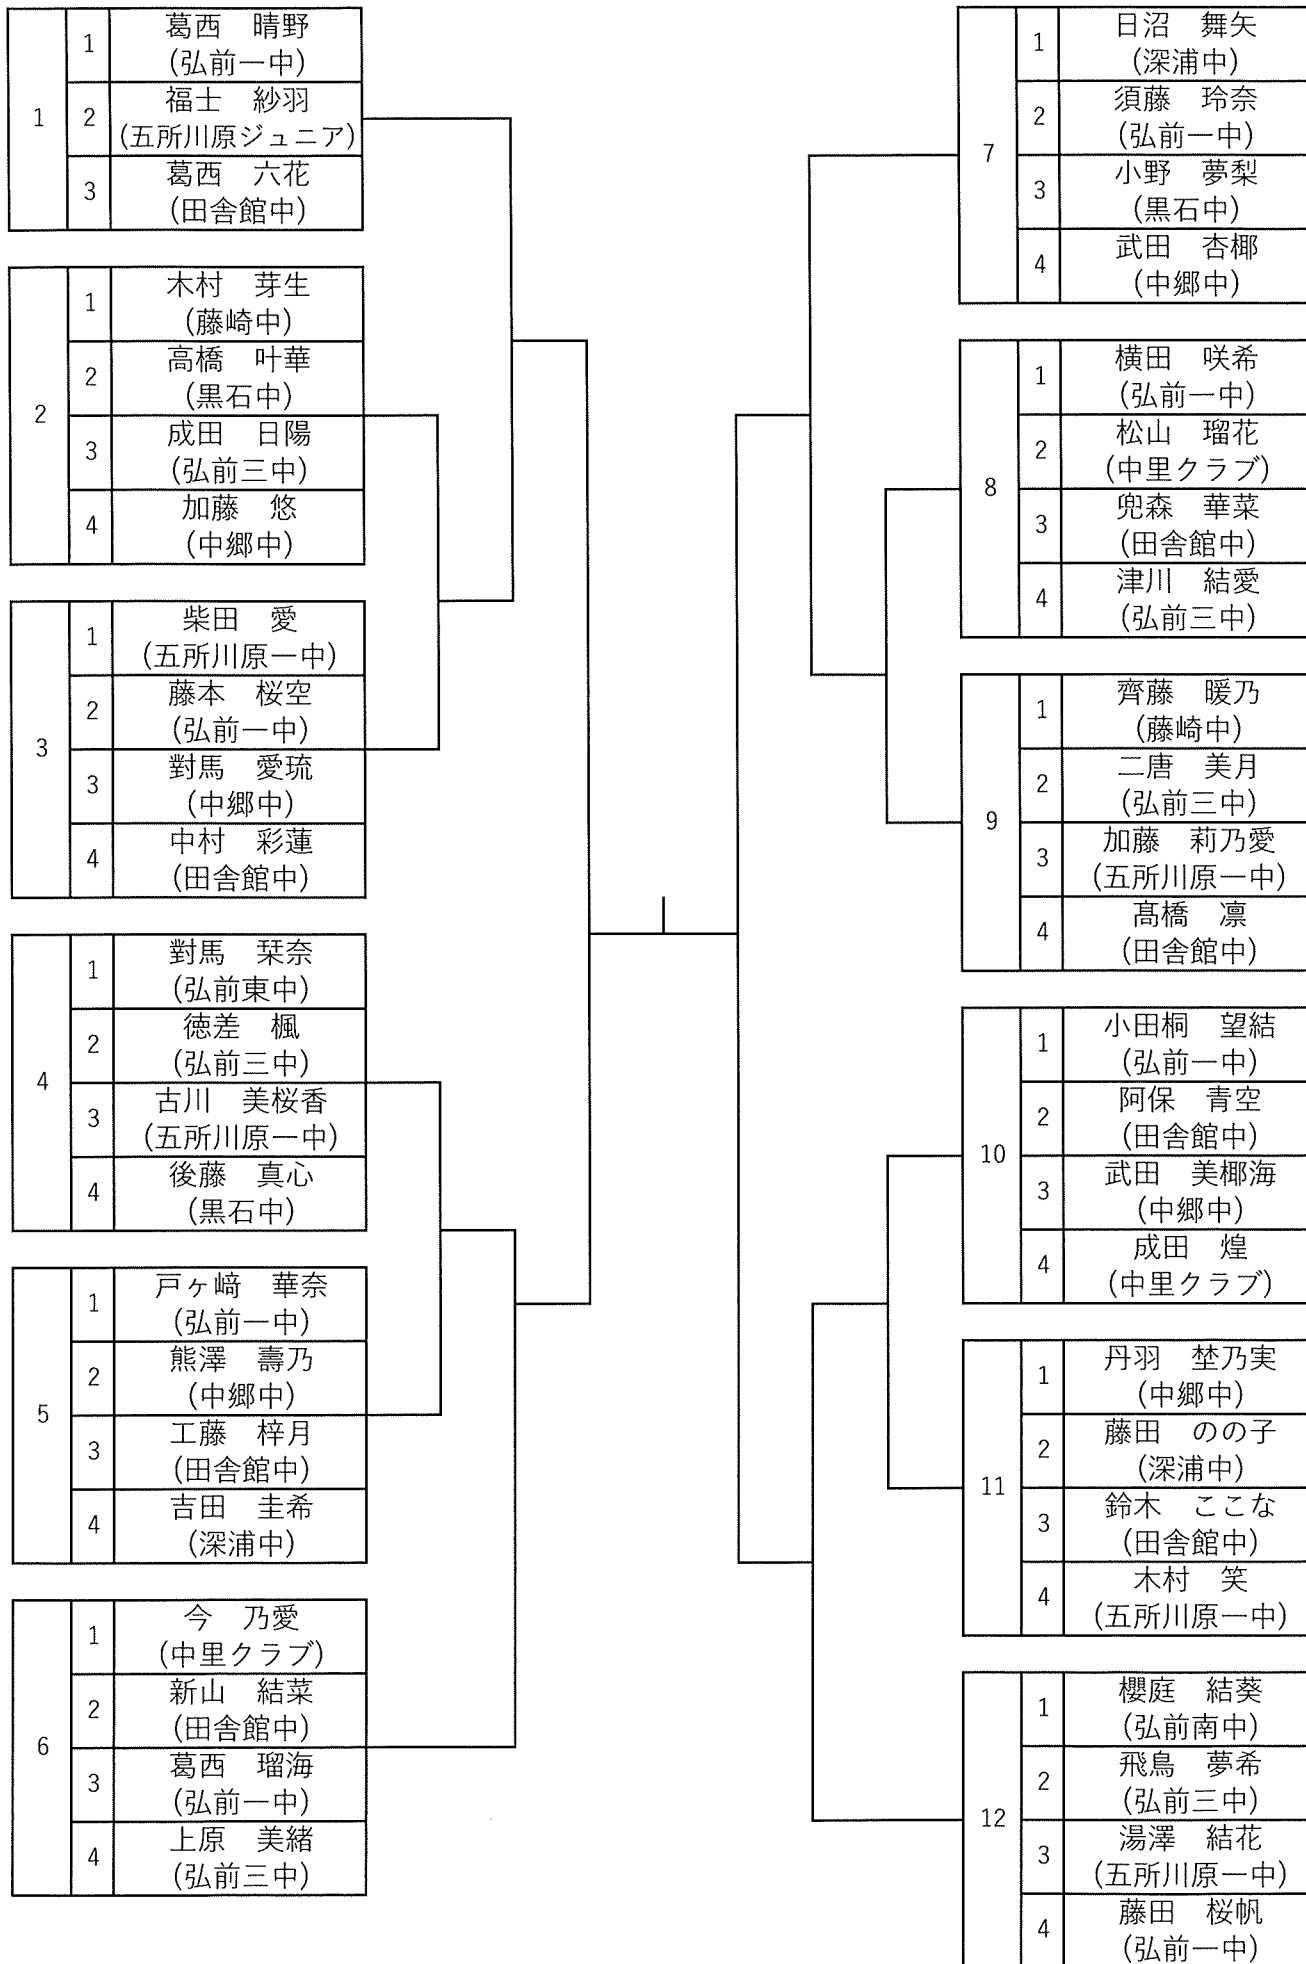 1
1
葛西　晴野
(弘前一中)
2
福士　紗羽
(五所川原ジュニア)
3
葛西　六花
(田舎館中)
2
1
木村　芽生
(藤崎中)
2
高橋　叶華
(黒石中)
3
成田　日陽
(弘前三中)
4
加藤　悠
(中郷中)
3
1
柴田　愛
(五所川原一中)
2
藤本　桜空
(弘前一中)
3
對馬　愛琉
(中郷中)
4
中村　彩蓮
(田舎館中)
4
1
對馬　栞奈
(弘前東中)
2
徳差　楓
(弘前三中)
3
古川　美桜香
(五所川原一中)
4
後藤　真心
(黒石中)
5
1
戸ヶ﨑　華奈
(弘前一中)
2
熊澤　壽乃
(中郷中)
3
工藤　梓月
(田舎館中)
4
吉田　圭希
(深浦中)
6
1
今　乃愛
(中里クラブ)
2
新山　結菜
(田舎館中)
3
葛西　瑠海
(弘前一中)
4
上原　美緒
(弘前三中)
7
1
日沼　舞矢
(深浦中)
2
須藤　玲奈
(弘前一中)
3
小野　夢梨
(黒石中)
4
武田　杏椰
(中郷中)
8
1
横田　咲希
(弘前一中)
2
松山　瑠花
(中里クラブ)
3
兜森　華菜
(田舎館中)
4
津川　結愛
(弘前三中)
9
1
齊藤　暖乃
(藤崎中)
2
二唐　美月
(弘前三中)
3
加藤　莉乃愛
(五所川原一中)
4
髙橋　凛
(田舎館中)
10
1
小田桐　望結
(弘前一中)
2
阿保　青空
(田舎館中)
3
武田　美椰海
(中郷中)
4
成田　煌
(中里クラブ)
11
1
丹羽　埜乃実
(中郷中)
2
藤田　のの子
(深浦中)
3
鈴木　ここな
(田舎館中)
4
木村　笑
(五所川原一中)
12
1
櫻庭　結葵
(弘前南中)
2
飛鳥　夢希
(弘前三中)
3
湯澤　結花
(五所川原一中)
4
藤田　桜帆
(弘前一中)